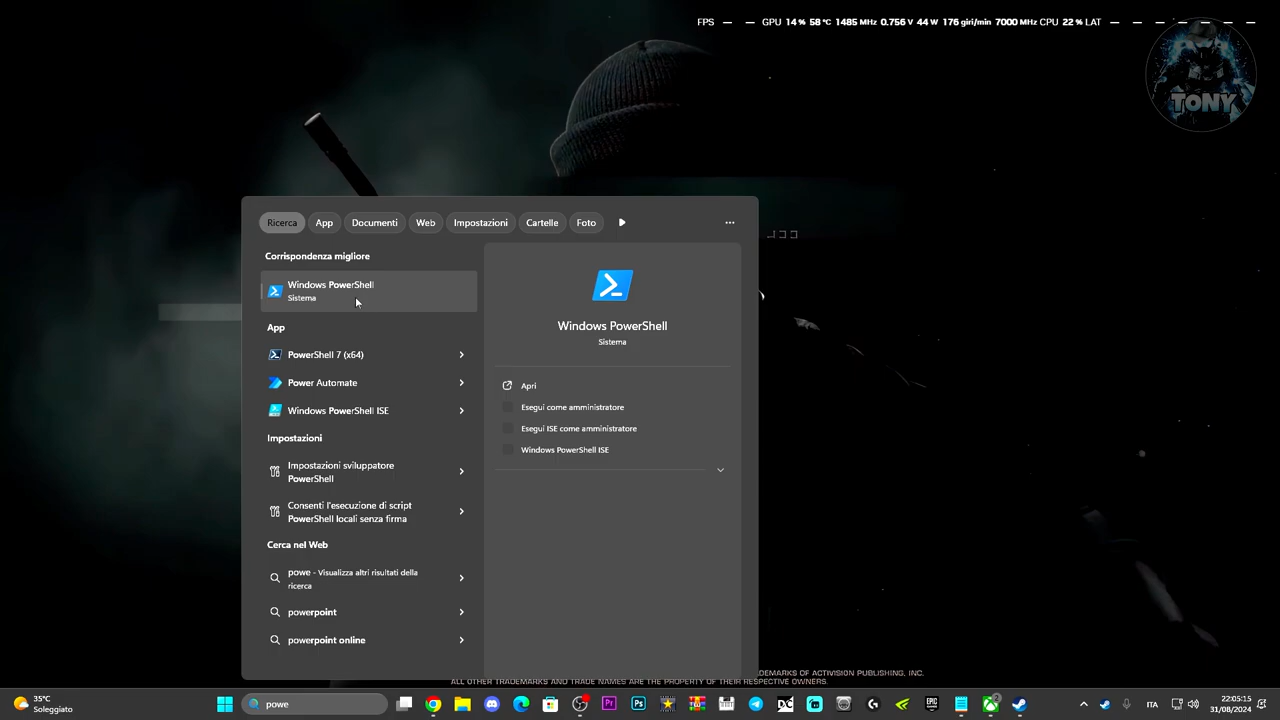 FPS — — GPU 14 % 58 °C 1485 MHz 0.756 V 44 W 176 giri/min 7000 MHz CPU 22 % LAT — — — — — — —
TONY
Ricerca App Documenti Web Impostazioni Cartelle Foto
Corrispondenza migliore
Windows PowerShell
Sistema
App
PowerShell 7 (x64)
Power Automate
Windows PowerShell ISE
Impostazioni
Impostazioni sviluppatore
PowerShell
Consenti l'esecuzione di script
PowerShell locali senza firma
Cerca nel Web
powe - Visualizza altri risultati della
ricerca
powerpoint
powerpoint online
Windows PowerShell
Sistema
Apri
Esegui come amministratore
Esegui ISE come amministratore
Windows PowerShell ISE
DEMARKS OF ACTIVISION PUBLISHING, INC.
ALL OTHER TRADEMARKS AND TRADE NAMES ARE THE PROPERTY OF THEIR RESPECTIVE OWNERS.
35°C
Soleggiato
powe
ITA
22:05:15
31/08/2024